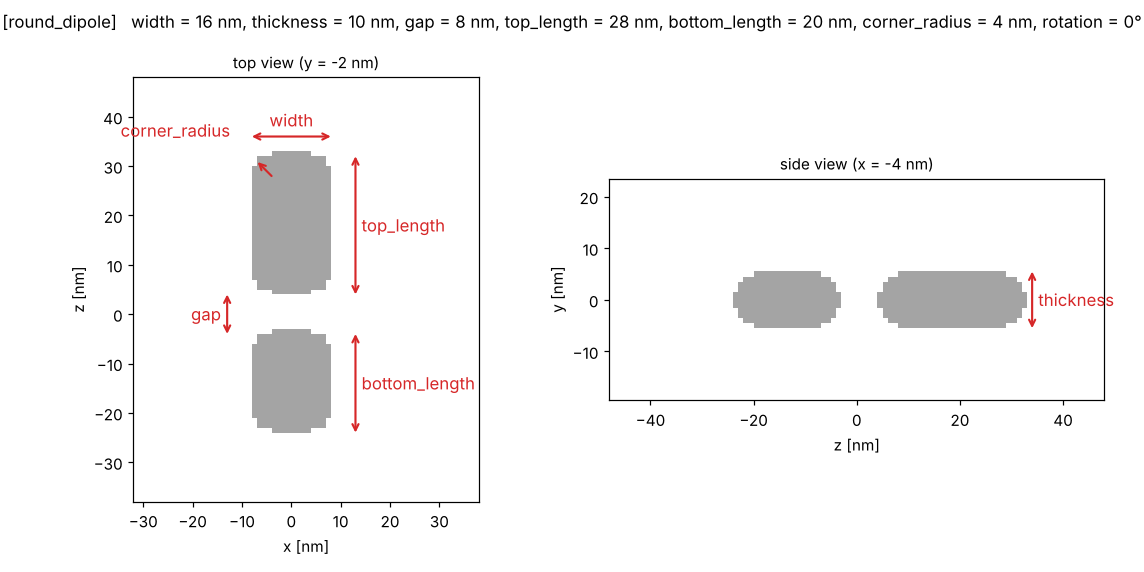 [round_dipole]   width = 16 nm, thickness = 10 nm, gap = 8 nm, top_length = 28 nm, bottom_length = 20 nm, corner_radius = 4 nm, rotation = 0°
top view (y = -2 nm)
corner_radius
width
top_length
gap
bottom_length
40
30
20
10
0
−10
−20
−30
z [nm]
−30
−20
−10
0
10
20
30
x [nm]
side view (x = -4 nm)
thickness
20
10
0
−10
y [nm]
−40
−20
0
20
40
z [nm]